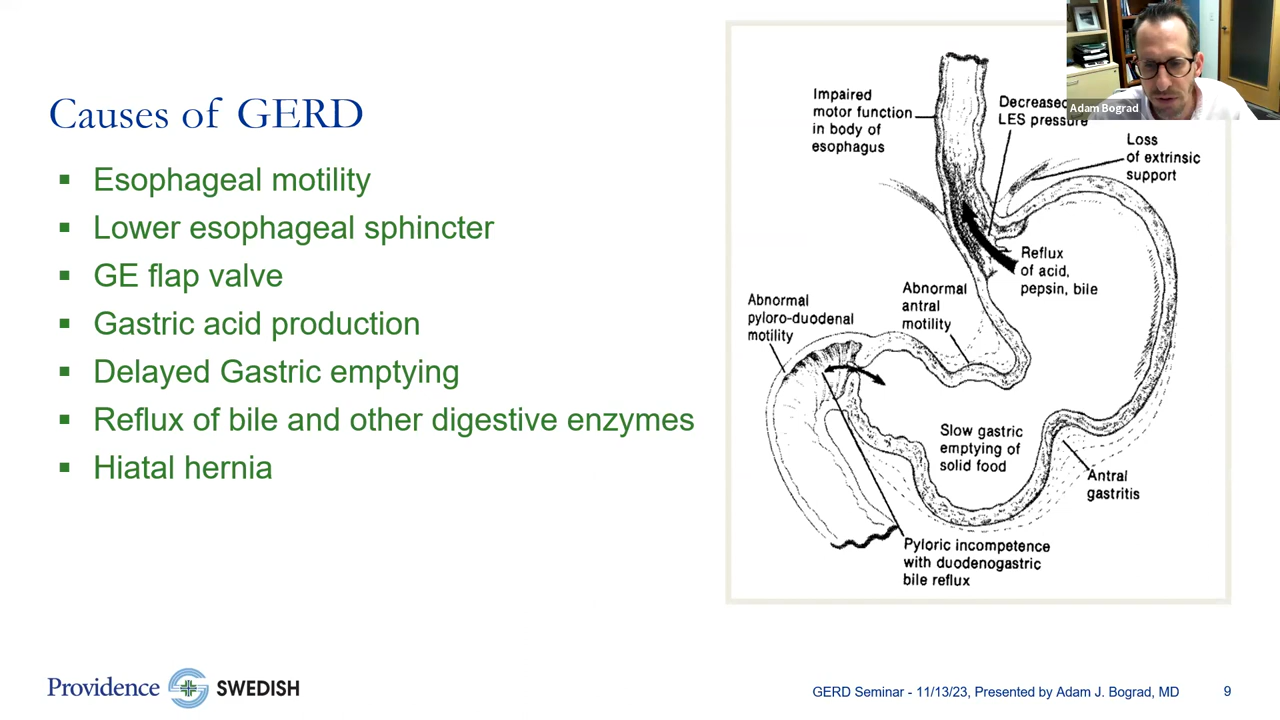 Causes of GERD
▪ Esophageal motility
▪ Lower esophageal sphincter
▪ GE flap valve
▪ Gastric acid production
▪ Delayed Gastric emptying
▪ Reflux of bile and other digestive enzymes
▪ Hiatal hernia
Impaired
motor function
in body of
esophagus
Decreased
LES pressure
Loss
of extrinsic
support
Reflux
of acid,
pepsin, bile
Abnormal
antral
motility
Abnormal
pyloro-duodenal
motility
Slow gastric
emptying of
solid food
Antral
gastritis
Pyloric incompetence
with duodenogastric
bile reflux
Adam Bograd
Providence SWEDISH
GERD Seminar - 11/13/23, Presented by Adam J. Bograd, MD
9